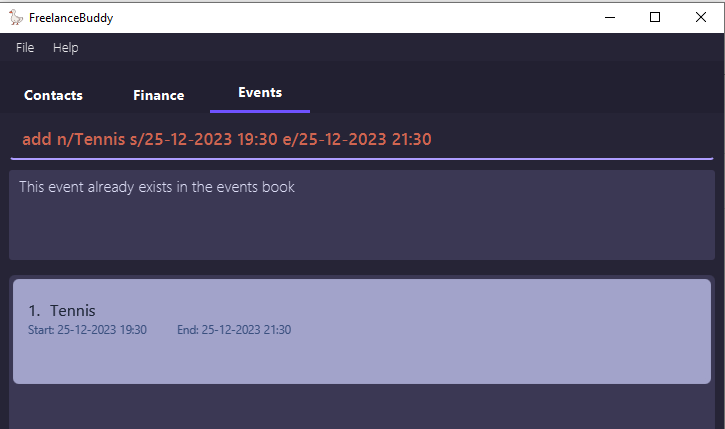 FreelanceBuddy
File Help
Contacts Finance Events
add n/Tennis s/25-12-2023 19:30 e/25-12-2023 21:30
This event already exists in the events book
1. Tennis
Start: 25-12-2023 19:30 End: 25-12-2023 21:30